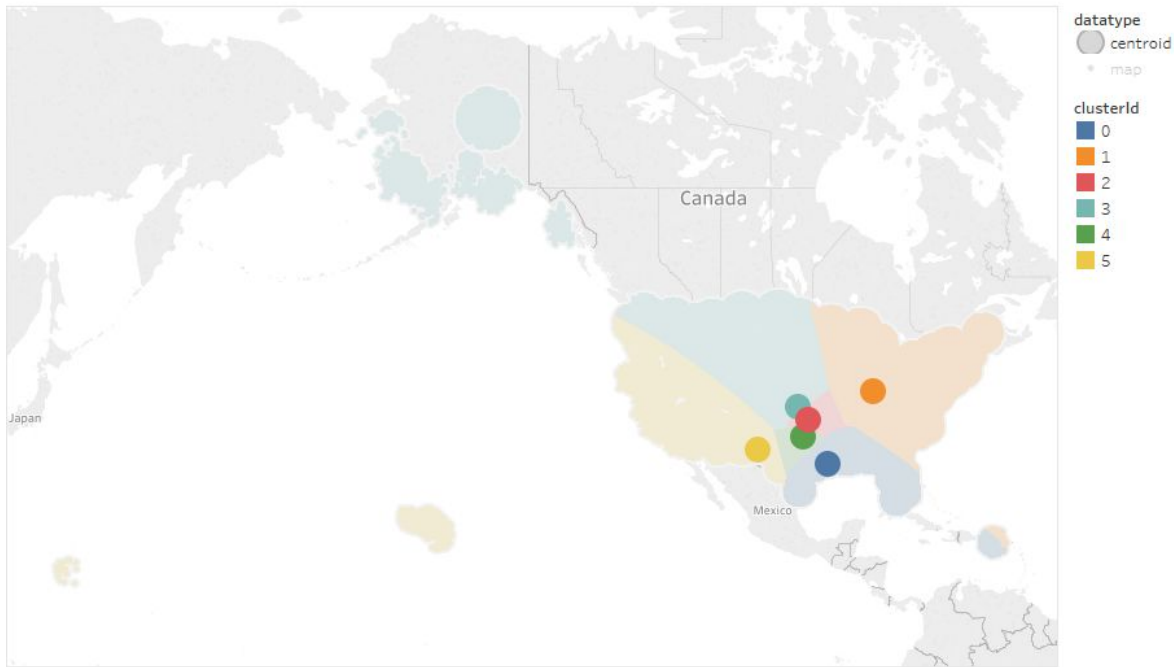 Canada
Japan
Mexico
datatype
centroid
map
clusterId
0
1
2
3
4
5